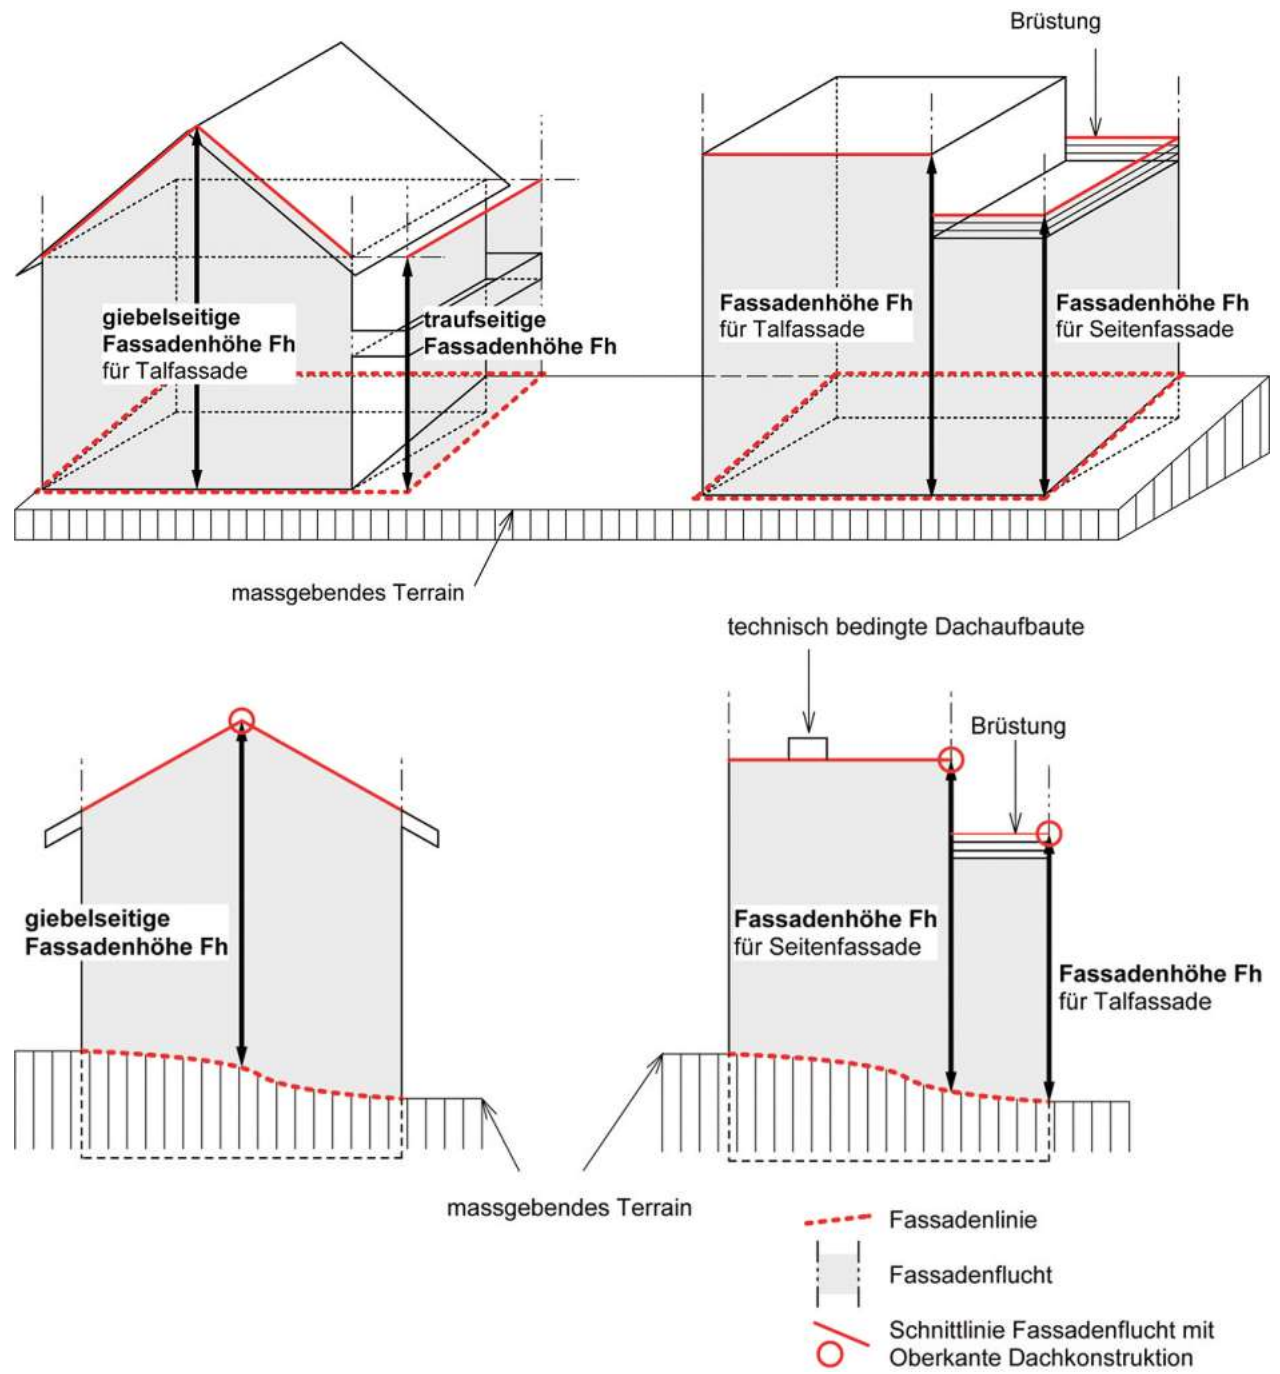 Brüstung
giebelseitige
Fassadenhöhe Fh
für Talfassade
traufseitige
Fassadenhöhe Fh
Fassadenhöhe Fh
für Talfassade
Fassadenhöhe Fh
für Seitenfassade
massgebendes Terrain
technisch bedingte Dachaufbaute
Brüstung
giebelseitige
Fassadenhöhe Fh
Fassadenhöhe Fh
für Seitenfassade
Fassadenhöhe Fh
für Talfassade
massgebendes Terrain
Fassadenlinie
Fassadenflucht
Schnittlinie Fassadenflucht mit
Oberkante Dachkonstruktion